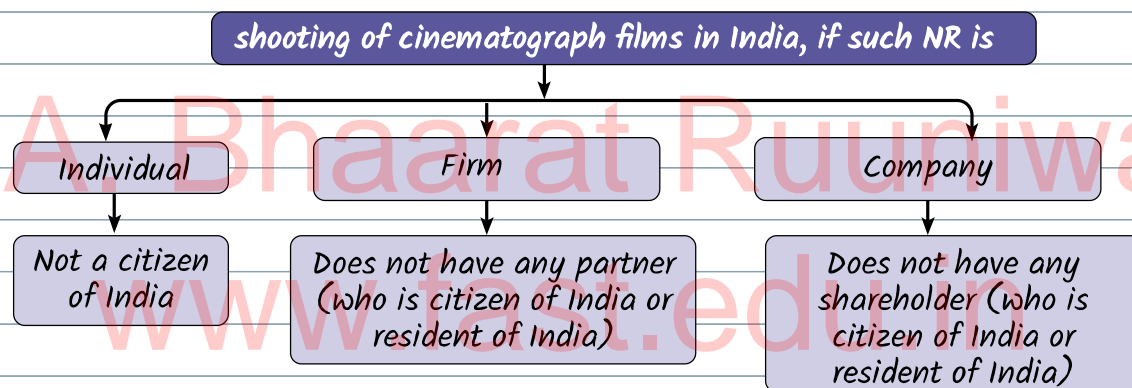 shooting of cinematograph films in India, if such NR is
Individual
Firm
Company
Not a citizen
of India
Does not have any partner
(who is citizen of India or
resident of India)
Does not have any
shareholder (who is
citizen of India or
resident of India)
A. Bhaarat Ruuniwa
www.fast.edu.in